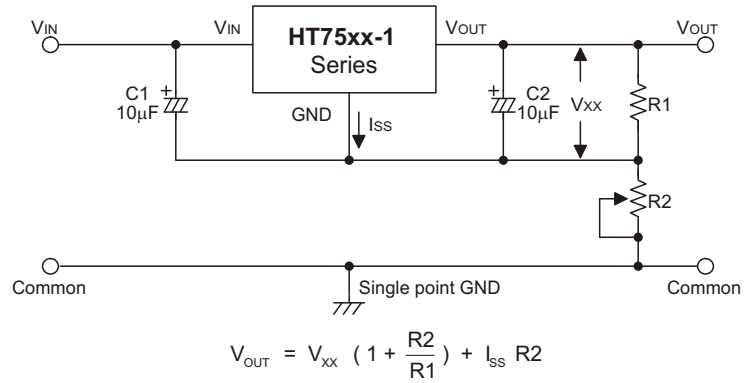 VIN VIN HT75xx-1 VOUT VOUT
Series
C1
10μF
GND
ISS
C2
10μF
VXX
R1
R2
Common
Single point GND
Common
VOUT = VXX ( 1 + R2/R1 ) + ISS R2